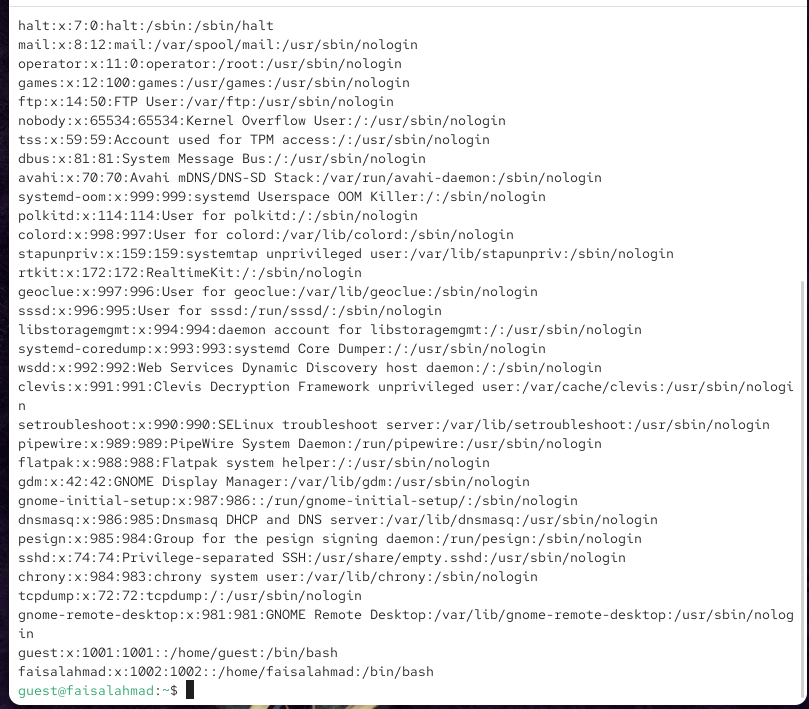 halt:x:7:0:halt:/sbin:/sbin/halt
mail:x:8:12:mail:/var/spool/mail:/usr/sbin/nologin
operator:x:11:0:operator:/root:/usr/sbin/nologin
games:x:12:100:games:/usr/games:/usr/sbin/nologin
ftp:x:14:50:FTP User:/var/ftp:/usr/sbin/nologin
nobody:x:65534:65534:Kernel Overflow User:/:/usr/sbin/nologin
tss:x:59:59:Account used for TPM access:/:/usr/sbin/nologin
dbus:x:81:81:System Message Bus:/:/usr/sbin/nologin
avahi:x:70:70:Avahi mDNS/DNS-SD Stack:/var/run/avahi-daemon:/sbin/nologin
systemd-oom:x:999:999:systemd Userspace OOM Killer:/:/sbin/nologin
polkitd:x:114:114:User for polkitd:/:/sbin/nologin
colord:x:998:997:User for colord:/var/lib/colord:/sbin/nologin
stapunpriv:x:159:159:systemtap unprivileged user:/var/lib/stapunpriv:/sbin/nologin
rtkit:x:172:172:RealtimeKit:/:/sbin/nologin
geoclue:x:997:996:User for geoclue:/var/lib/geoclue:/sbin/nologin
sssd:x:996:995:User for sssd:/run/sssd/:/sbin/nologin
libstoragemgmt:x:994:994:daemon account for libstoragemgmt:/:/usr/sbin/nologin
systemd-coredump:x:993:993:systemd Core Dumper:/:/usr/sbin/nologin
wsdd:x:992:992:Web Services Dynamic Discovery host daemon:/:/sbin/nologin
clevis:x:991:991:Clevis Decryption Framework unprivileged user:/var/cache/clevis:/usr/sbin/nologi
n
setroubleshoot:x:990:990:SELinux troubleshoot server:/var/lib/setroubleshoot:/usr/sbin/nologin
pipewire:x:989:989:PipeWire System Daemon:/run/pipewire:/usr/sbin/nologin
flatpak:x:988:988:Flatpak system helper:/:/usr/sbin/nologin
gdm:x:42:42:GNOME Display Manager:/var/lib/gdm:/usr/sbin/nologin
gnome-initial-setup:x:987:986::/run/gnome-initial-setup/:/sbin/nologin
dnsmasq:x:986:985:Dnsmasq DHCP and DNS server:/var/lib/dnsmasq:/usr/sbin/nologin
pesign:x:985:984:Group for the pesign signing daemon:/run/pesign:/sbin/nologin
sshd:x:74:74:Privilege-separated SSH:/usr/share/empty.sshd:/usr/sbin/nologin
chrony:x:984:983:chrony system user:/var/lib/chrony:/sbin/nologin
tcpdump:x:72:72:tcpdump:/:/usr/sbin/nologin
gnome-remote-desktop:x:981:981:GNOME Remote Desktop:/var/lib/gnome-remote-desktop:/usr/sbin/nolog
in
guest:x:1001:1001::/home/guest:/bin/bash
faisalahmad:x:1002:1002::/home/faisalahmad:/bin/bash
guest@faisalahmad:~$